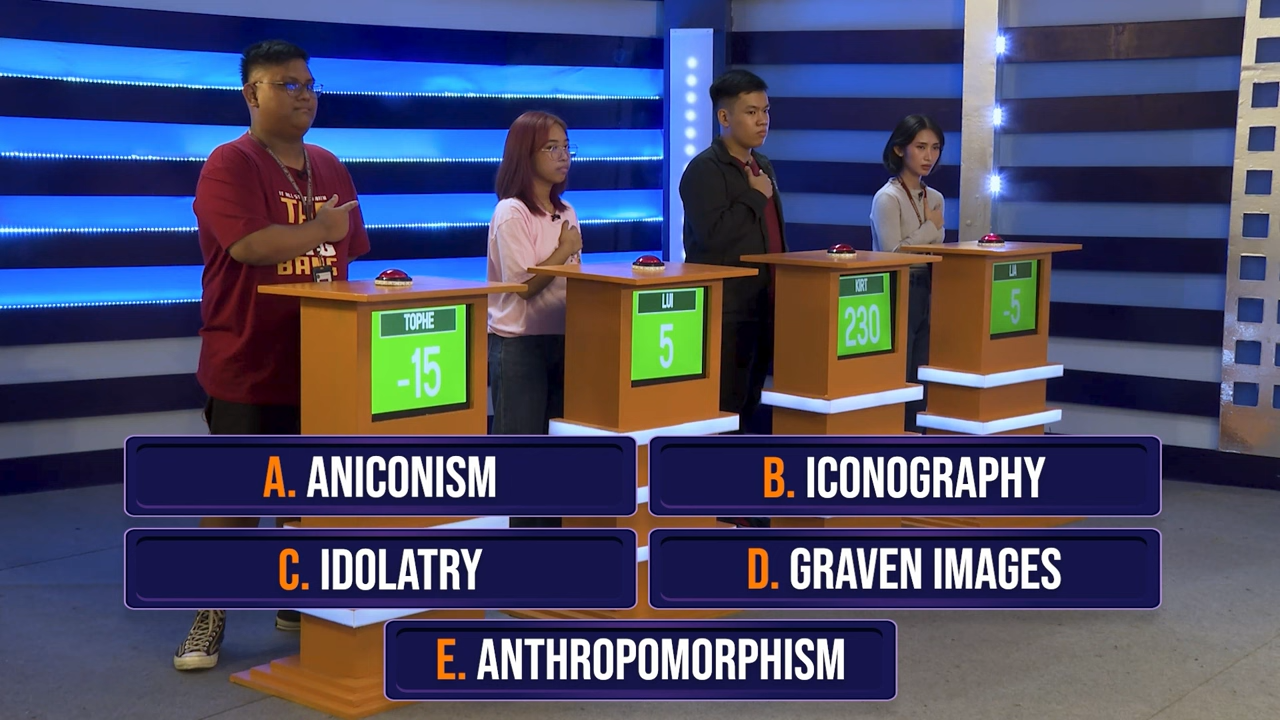 TOPHE
-15
LUI
5
KIRT
230
LIA
-5
A. ANICONISM
B. ICONOGRAPHY
C. IDOLATRY
D. GRAVEN IMAGES
E. ANTHROPOMORPHISM